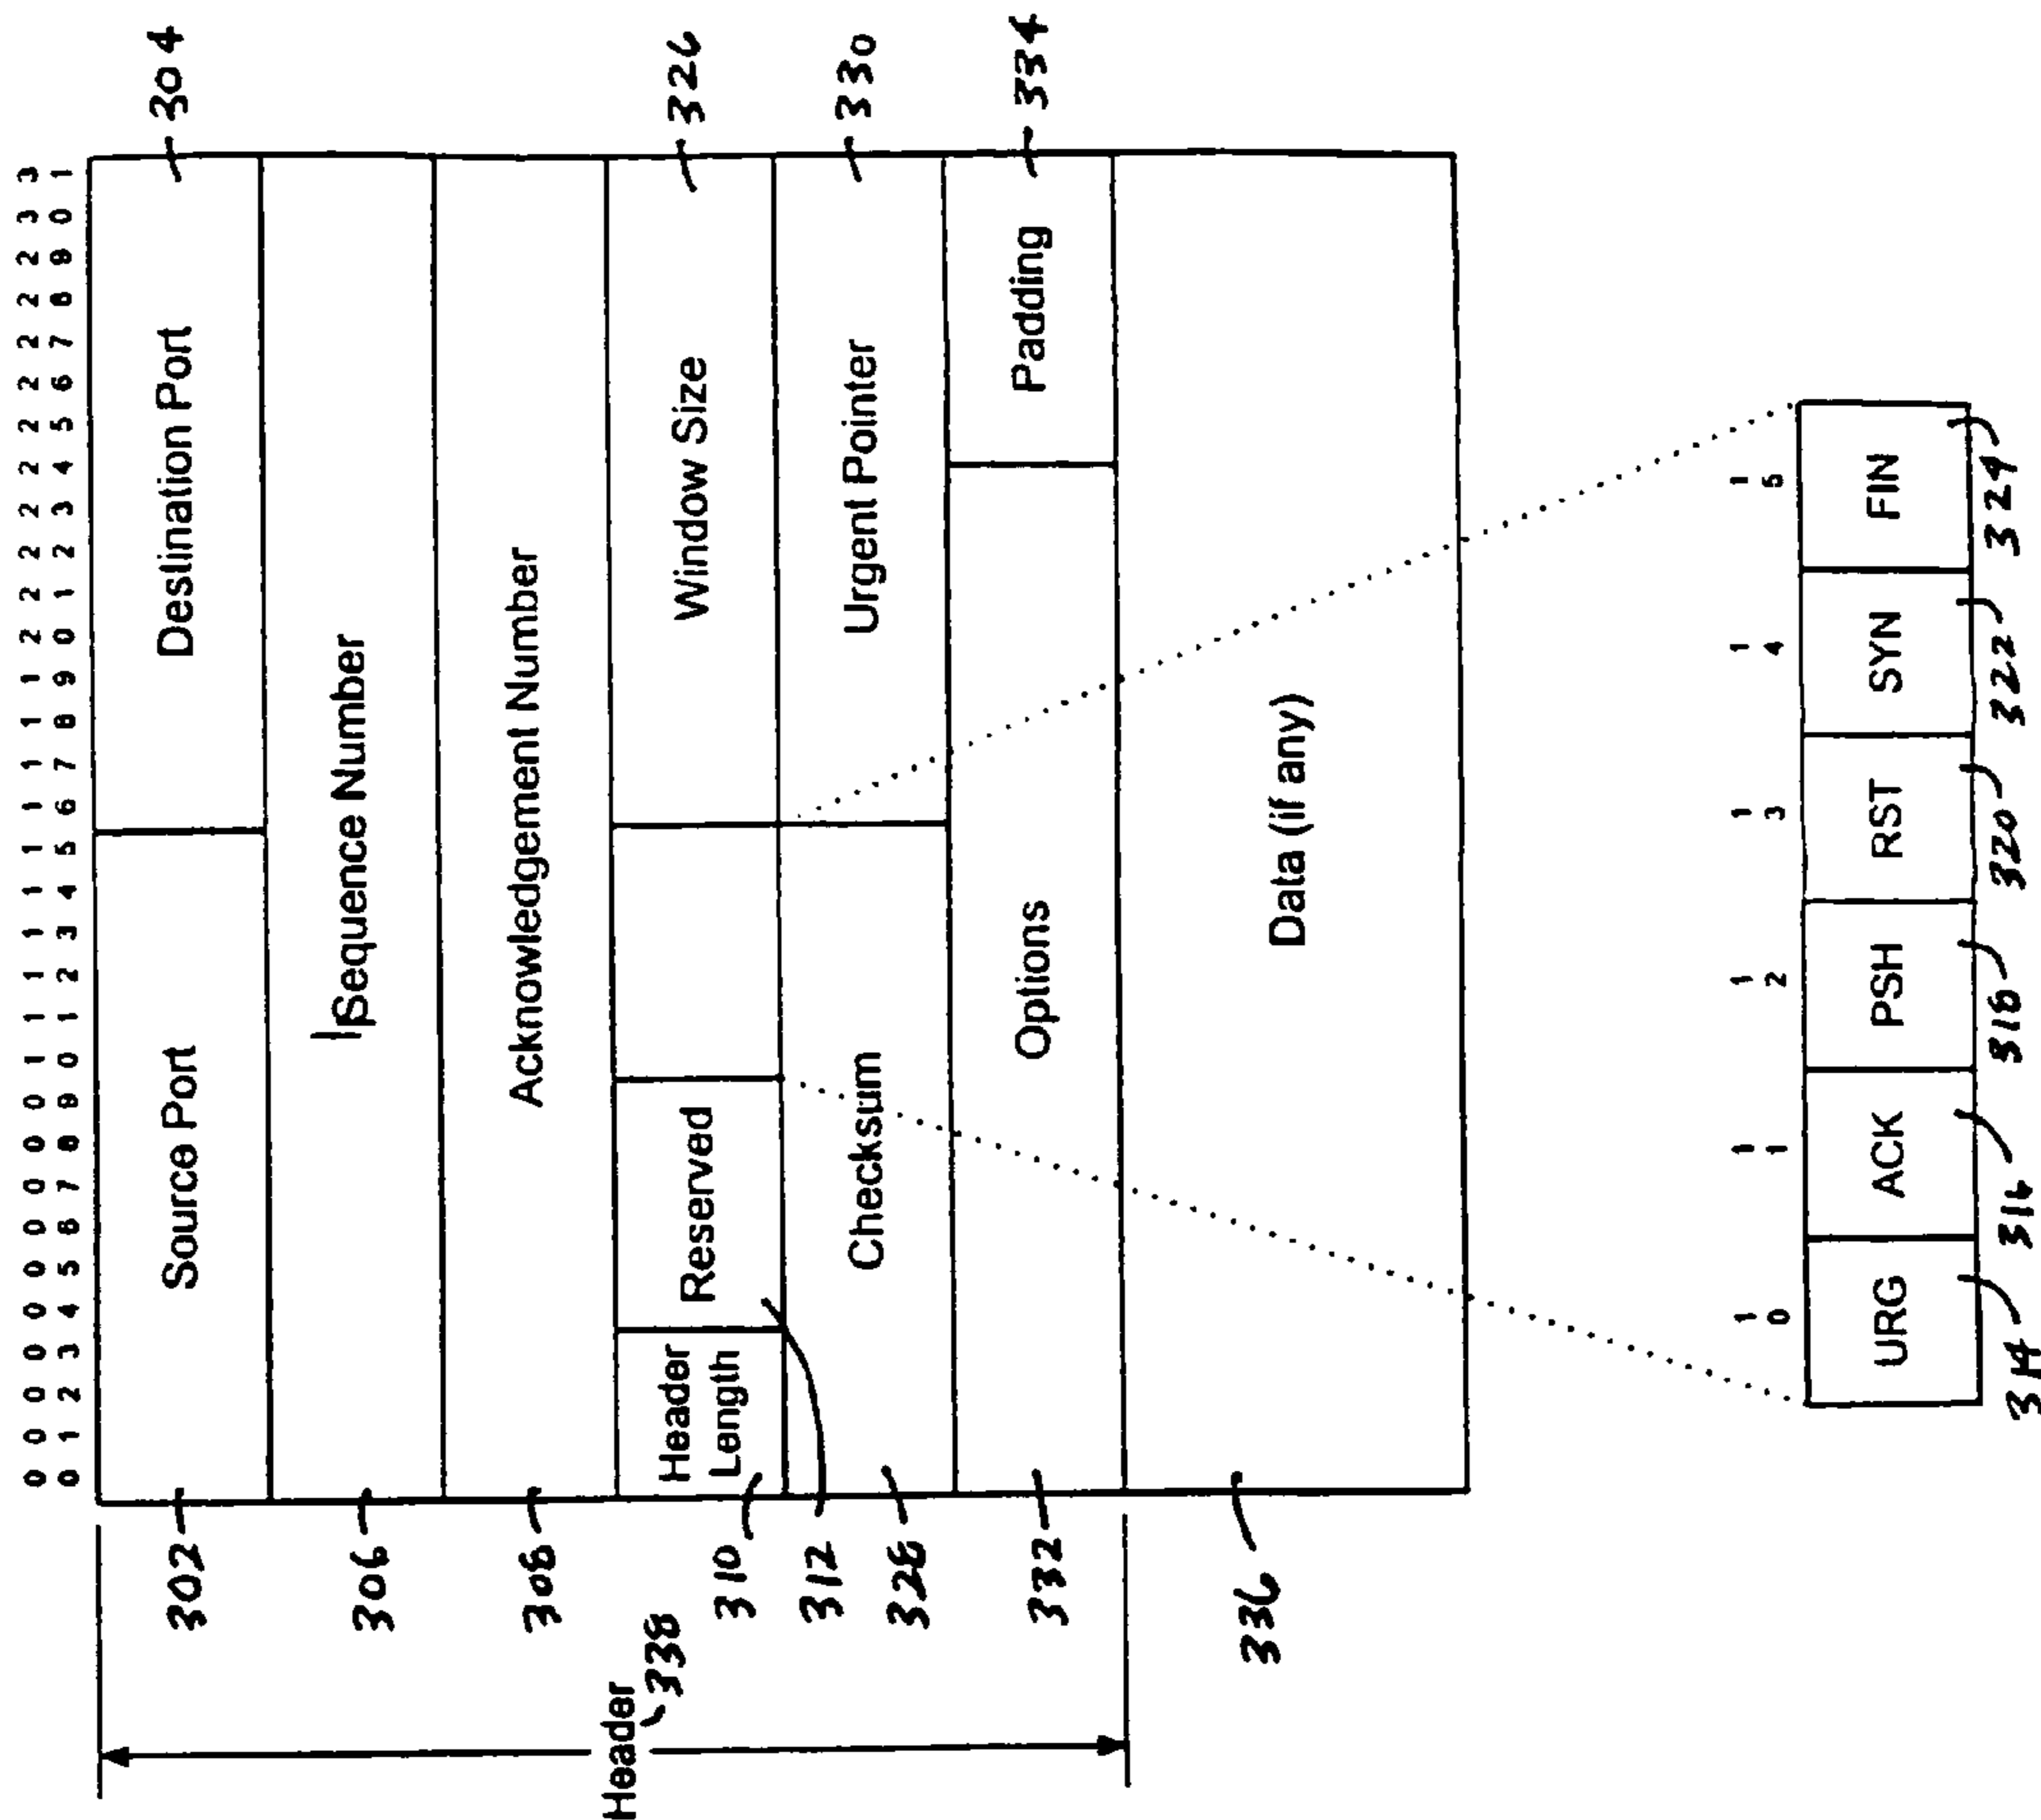 0 0 0 0 0 0 0 0 0 0 1 1 1 1 1 1 1 1 1 1 2 2 2 2 2 2 2 2 2 2 3 3
0 1 2 3 4 5 6 7 8 9 0 1 2 3 4 5 6 7 8 9 0 1 2 3 4 5 6 7 8 9 0 1
302 Source Port Destination Port 304
306 Sequence Number
308 Acknowledgement Number
Header 338
310 Header Length Reserved Window Size 326
312
328 Checksum Urgent Pointer 330
332 Options Padding 334
336 Data (if any)
1 1 1 1 1 1
0 1 2 3 4 5
URG ACK PSH RST SYN FIN
314 316 318 320 322 324